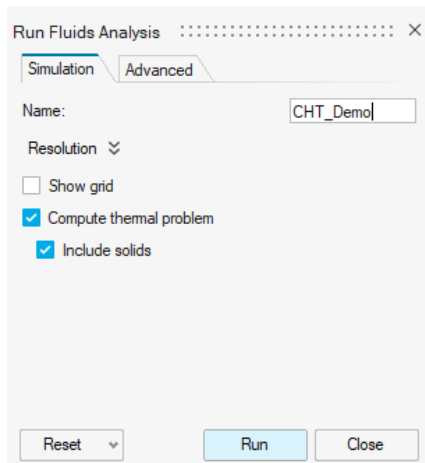 Run Fluids Analysis
Simulation Advanced
Name: CHT_Demo
Resolution
Show grid
Compute thermal problem
Include solids
Reset Run Close